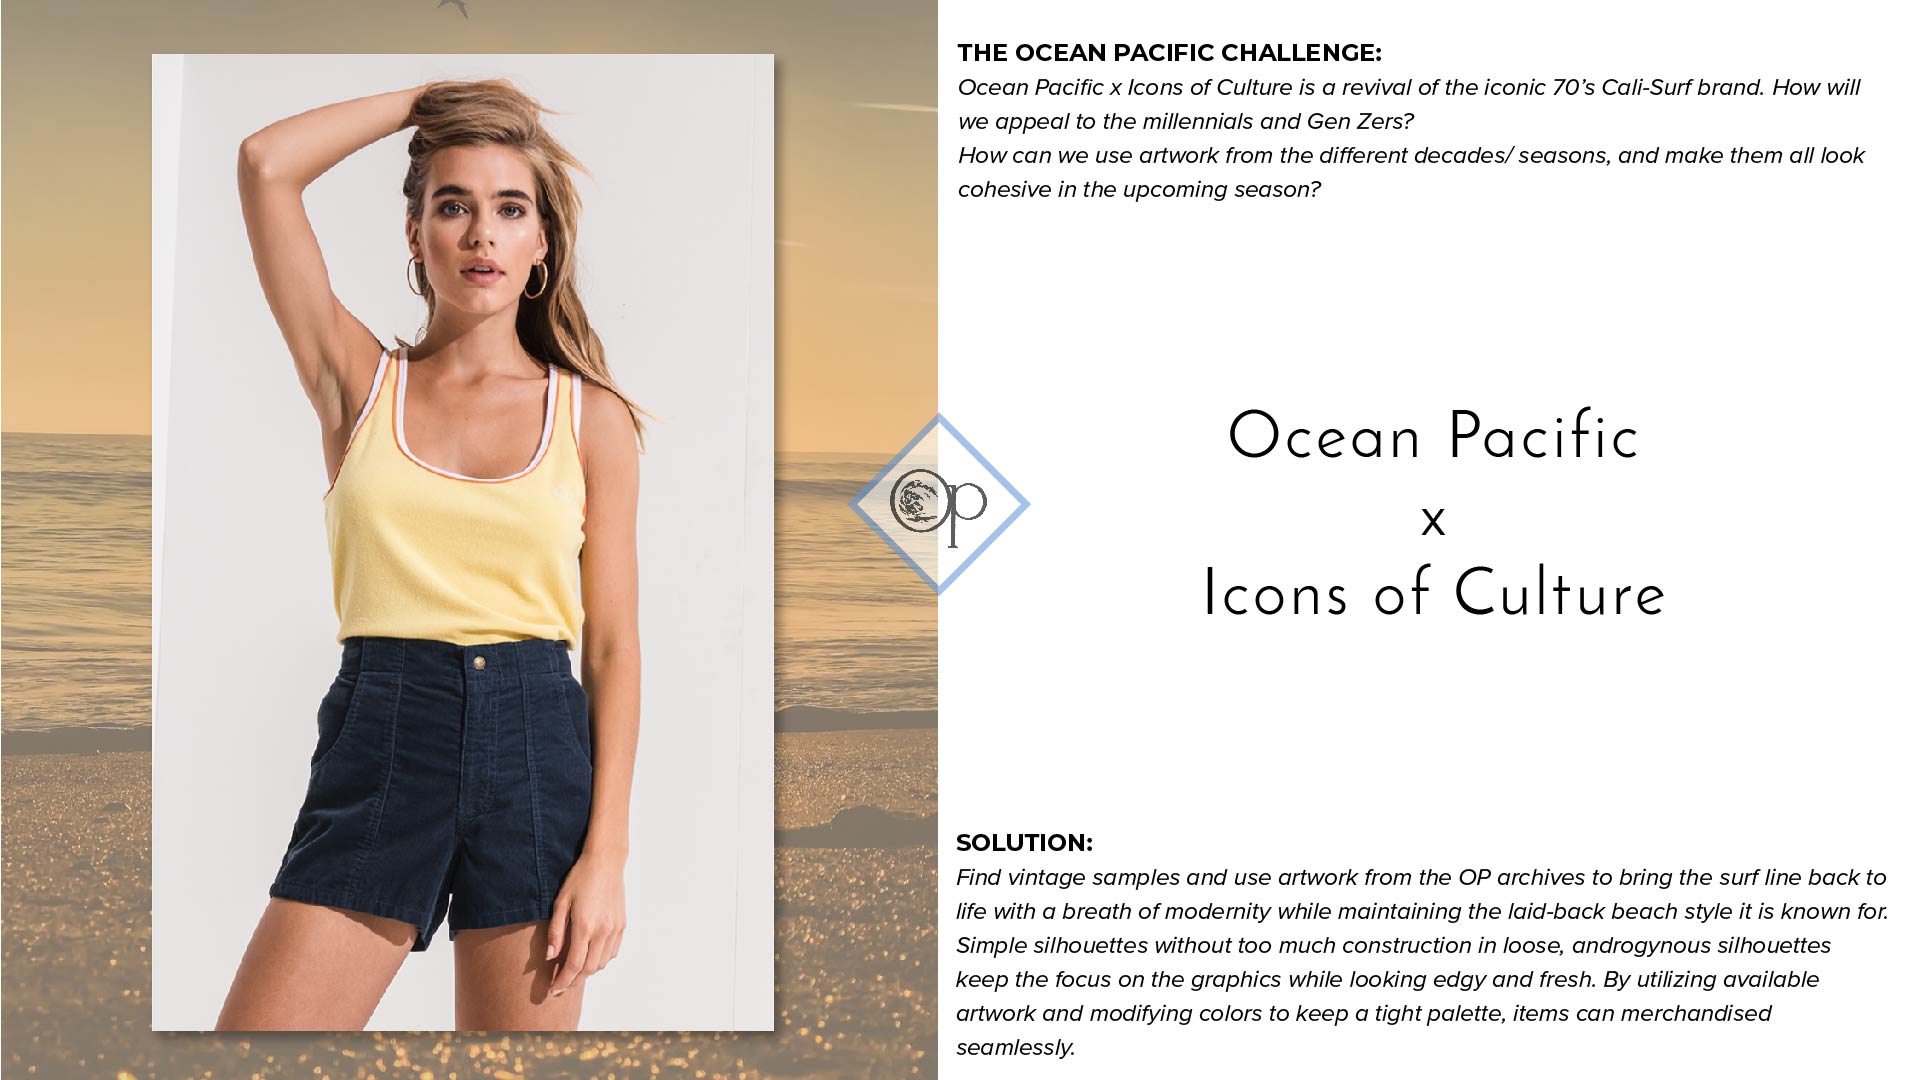 THE OCEAN PACIFIC CHALLENGE:
Ocean Pacific x Icons of Culture is a revival of the iconic 70’s Cali-Surf brand. How will
we appeal to the millennials and Gen Zers?
How can we use artwork from the different decades/ seasons, and make them all look
cohesive in the upcoming season?
Op
Ocean Pacific
x
Icons of Culture
SOLUTION:
Find vintage samples and use artwork from the OP archives to bring the surf line back to
life with a breath of modernity while maintaining the laid-back beach style it is known for.
Simple silhouettes without too much construction in loose, androgynous silhouettes
keep the focus on the graphics while looking edgy and fresh. By utilizing available
artwork and modifying colors to keep a tight palette, items can merchandised
seamlessly.